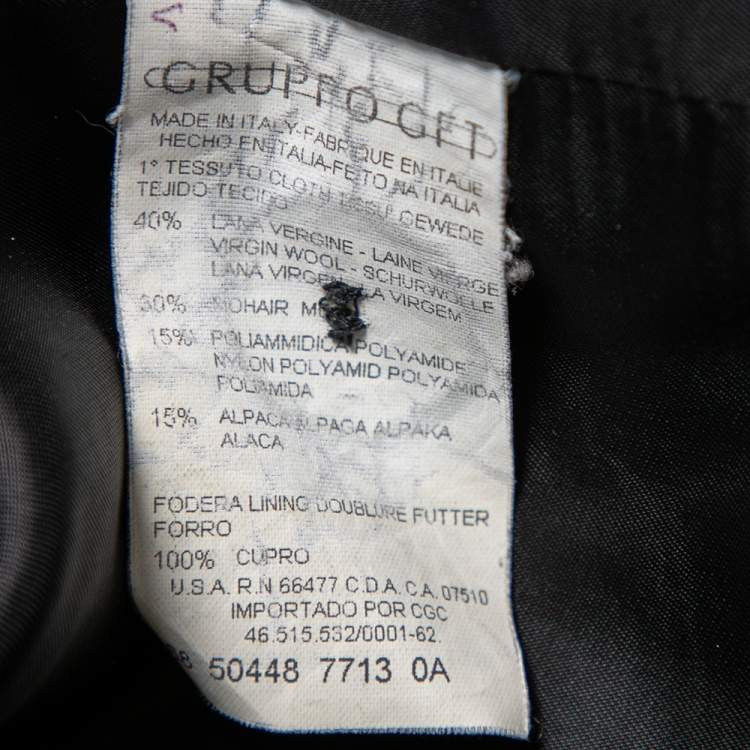 GRUPPO GFT
MADE IN ITALY-FABRIQUE EN ITALIE
HECHO EN ITALIA-FEITO NA ITALIA
1° TESSUTO CLOTH TISSU GEWEDE
TEJIDO TECIDO
40% LANA VERGINE - LAINE VIERGE
VIRGIN WOOL - SCHURWOLLE
LANA VIRGEN LA VIRGEM
30% MOHAIR
15% POLIAMMIDICA POLYAMIDE
NYLON POLYAMID POLYAMIDA
POLIAMIDA
15% ALPACA ALPAGA ALPAKA
ALACA
FODERA LINING DOUBLURE FUTTER
FORRO
100% CUPRO
U.S.A. R.N 66477 C.D.A. C.A. 07510
IMPORTADO POR CGC
46.515.532/0001-62.
50448 7713 0A